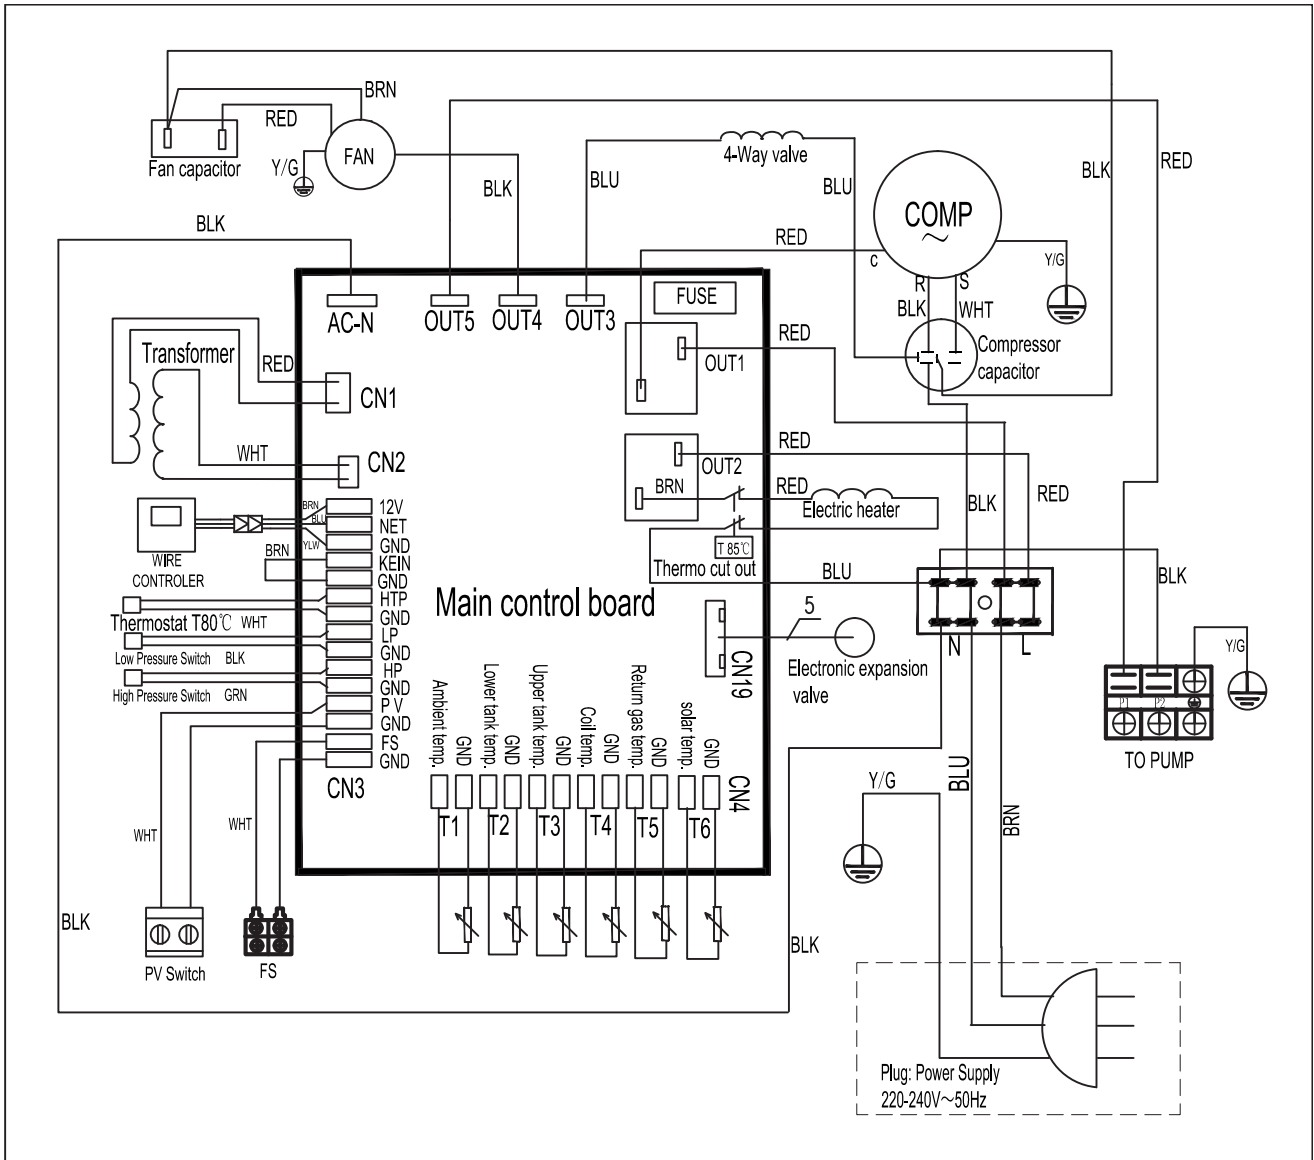 BRN
RED
Fan capacitor
FAN
Y/G
4-Way valve
BLK
RED
BLK
BLU
BLU
COMP
BLK
RED
c
Y/G
R
S
BLK
WHT
FUSE
AC-N
OUT5
OUT4
OUT3
RED
Compressor
capacitor
OUT1
Transformer
RED
CN1
RED
WHT
CN2
OUT2
BRN
RED
Electric heater
BLK
RED
T 85℃
Thermo cut out
BLU
BLK
BRN
BLU
YLW
12V
NET
GND
KEIN
GND
HTP
GND
LP
GND
HP
GND
PV
GND
FS
GND
CN3
WIRE
CONTROLER
BRN
Thermostat T80℃ WHT
Low Pressure Switch BLK
High Pressure Switch GRN
Main control board
5
CN19
Electronic expansion
valve
N
L
Y/G
P1
P2
TO PUMP
Ambient temp.
GND
Lower tank temp.
GND
Upper tank temp.
GND
Coil temp.
GND
Return gas temp.
GND
solar temp.
GND
CN4
T1
T2
T3
T4
T5
T6
WHT
WHT
Y/G
BLU
BRN
BLK
BLK
PV Switch
FS
Plug: Power Supply
220-240V～50Hz